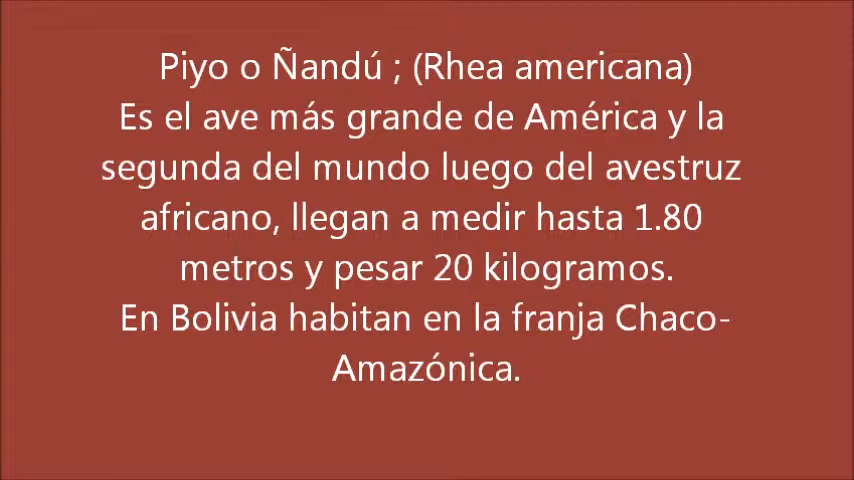 Piyo o Ñandú ; (Rhea americana)
Es el ave más grande de América y la
segunda del mundo luego del avestruz
africano, llegan a medir hasta 1.80
metros y pesar 20 kilogramos.
En Bolivia habitan en la franja Chaco-
Amazónica.